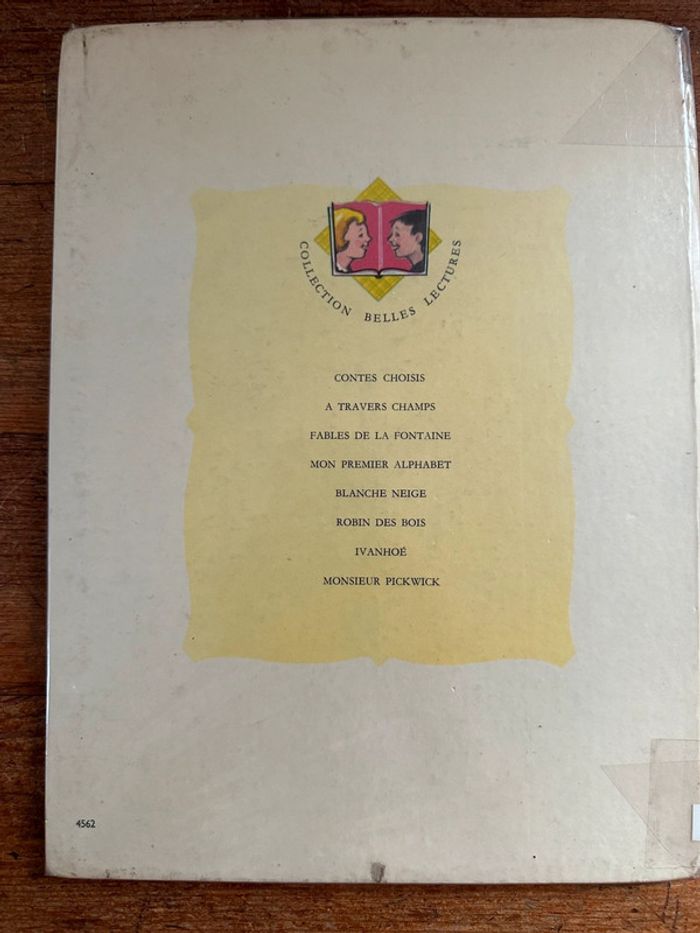 COLLECTION BELLES LECTURES
CONTES CHOISIS
A TRAVERS CHAMPS
FABLES DE LA FONTAINE
MON PREMIER ALPHABET
BLANCHE NEIGE
ROBIN DES BOIS
IVANHOÉ
MONSIEUR PICKWICK
4562